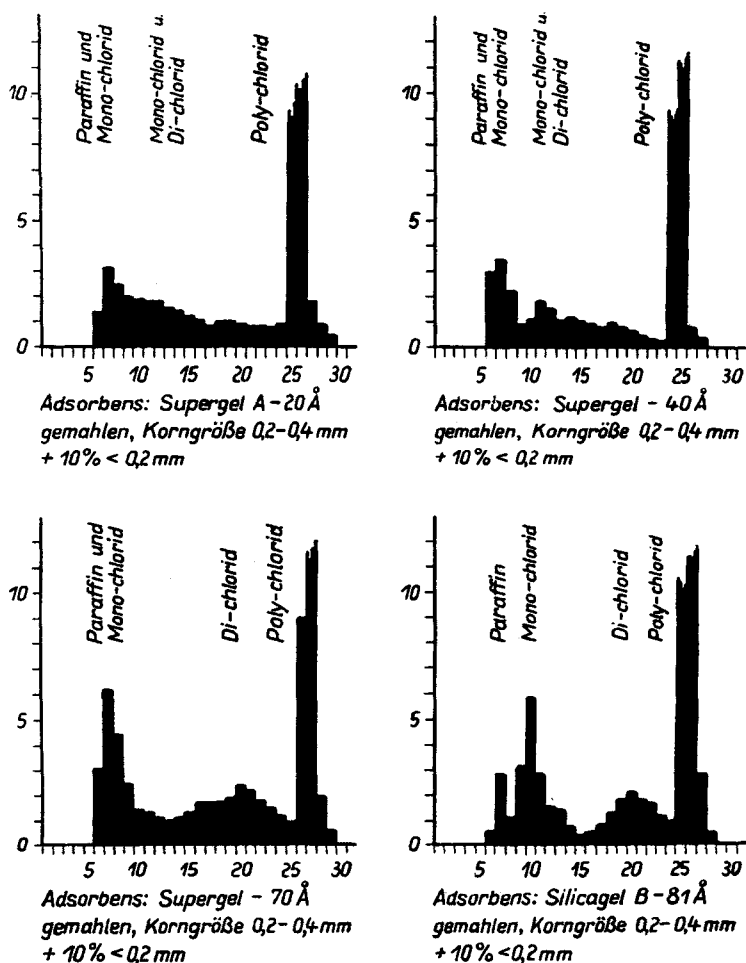 Paraffin und
Mono-chlorid
Mono-chlorid u.
Di-chlorid
Poly-chlorid
10
5
0
5 10 15 20 25 30
Adsorbens: Supergel A-20 Å
gemahlen, Korngröße 0,2-0,4 mm
+ 10% < 0,2 mm
Paraffin und
Mono-chlorid
Mono-chlorid u.
Di-chlorid
Poly-chlorid
10
5
0
5 10 15 20 25 30
Adsorbens: Supergel - 40 Å
gemahlen, Korngröße 0,2-0,4 mm
+ 10% < 0,2 mm
Paraffin und
Mono-chlorid
Di-chlorid
Poly-chlorid
10
5
0
5 10 15 20 25 30
Adsorbens: Supergel - 70 Å
gemahlen, Korngröße 0,2-0,4 mm
+ 10% < 0,2 mm
Paraffin
Mono-chlorid
Di-chlorid
Poly-chlorid
10
5
0
5 10 15 20 25 30
Adsorbens: Silicagel B-81 Å
gemahlen, Korngröße 0,2-0,4 mm
+ 10% < 0,2 mm